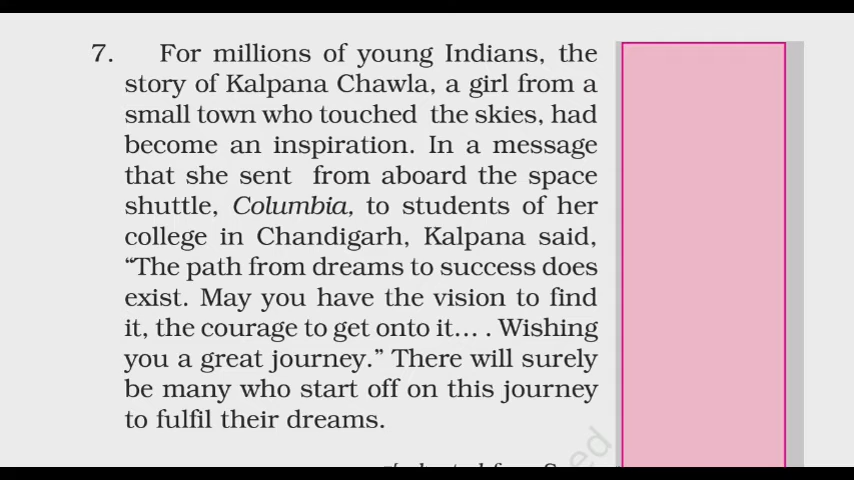 7. For millions of young Indians, the
story of Kalpana Chawla, a girl from a
small town who touched the skies, had
become an inspiration. In a message
that she sent from aboard the space
shuttle, Columbia, to students of her
college in Chandigarh, Kalpana said,
“The path from dreams to success does
exist. May you have the vision to find
it, the courage to get onto it… . Wishing
you a great journey.” There will surely
be many who start off on this journey
to fulfil their dreams.